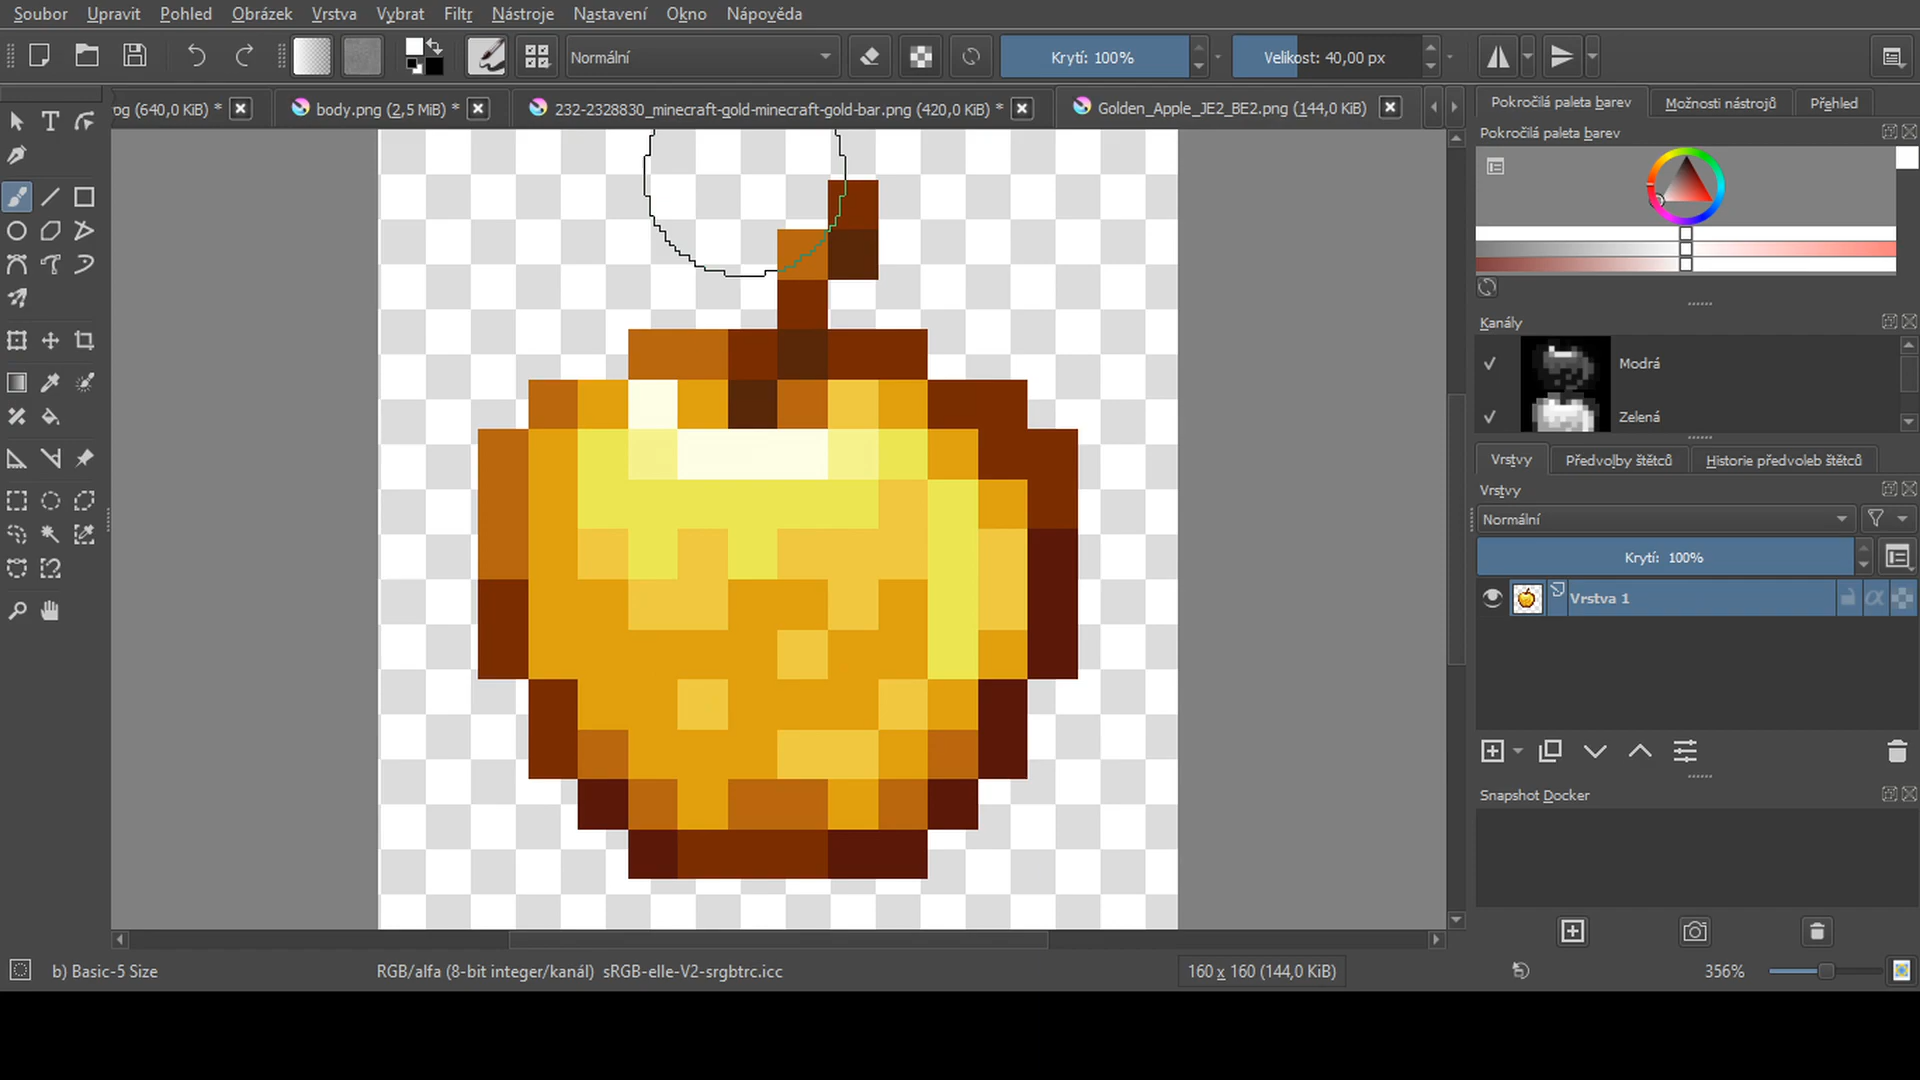 Soubor Upravit Pohled Obrázek Vrstva Vybrat Filtr Nástroje Nastavení Okno Nápověda
Normální Krytí: 100% Velikost: 40,00 px
pg (640,0 KiB) * body.png (2,5 MiB) * 232-2328830_minecraft-gold-minecraft-gold-bar.png (420,0 KiB) * Golden_Apple_JE2_BE2.png (144,0 KiB)
Pokročilá paleta barev Možnosti nástrojů Přehled
Pokročilá paleta barev
Kanály
Modrá
Zelená
Vrstvy Předvolby štětců Historie předvoleb štětců
Vrstvy
Normální
Krytí: 100%
Vrstva 1
Snapshot Docker
b) Basic-5 Size RGB/alfa (8-bit integer/kanál) sRGB-elle-V2-srgbtrc.icc 160 x 160 (144,0 KiB) 356%